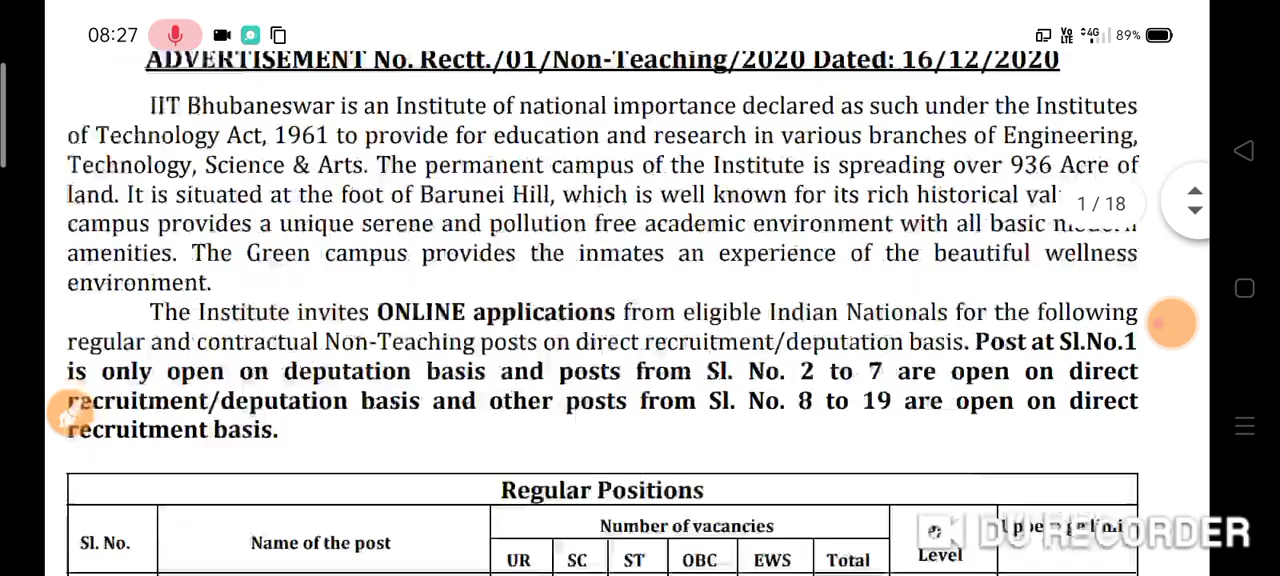 08:27
Vo LTE 4G 89%
ADVERTISEMENT No. Rectt./01/Non-Teaching/2020 Dated: 16/12/2020
IIT Bhubaneswar is an Institute of national importance declared as such under the Institutes
of Technology Act, 1961 to provide for education and research in various branches of Engineering,
Technology, Science & Arts. The permanent campus of the Institute is spreading over 936 Acre of
land. It is situated at the foot of Barunei Hill, which is well known for its rich historical val
1 / 18
campus provides a unique serene and pollution free academic environment with all basic
amenities. The Green campus provides the inmates an experience of the beautiful wellness
environment.
The Institute invites ONLINE applications from eligible Indian Nationals for the following
regular and contractual Non-Teaching posts on direct recruitment/deputation basis. Post at Sl.No.1
is only open on deputation basis and posts from Sl. No. 2 to 7 are open on direct
recruitment/deputation basis and other posts from Sl. No. 8 to 19 are open on direct
recruitment basis.
Regular Positions
Sl. No. Name of the post Number of vacancies Level
UR SC ST OBC EWS Total
DU RECORDER